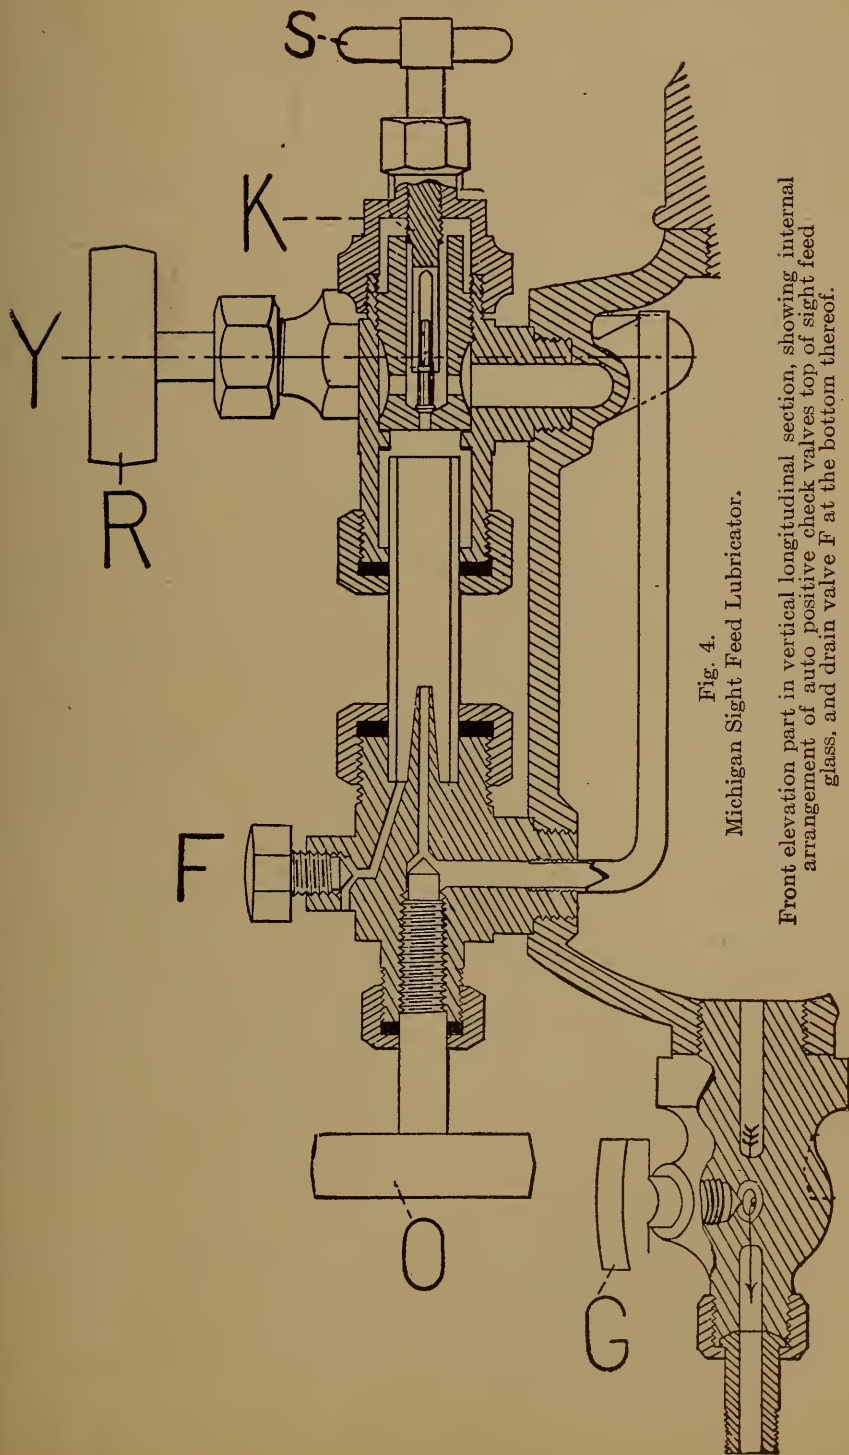 S
K
Y
R
F
O
G
Fig. 4.
Michigan Sight Feed Lubricator.
Front elevation part in vertical longitudinal section, showing internal
arrangement of auto positive check valves top of sight feed
glass, and drain valve F at the bottom thereof.